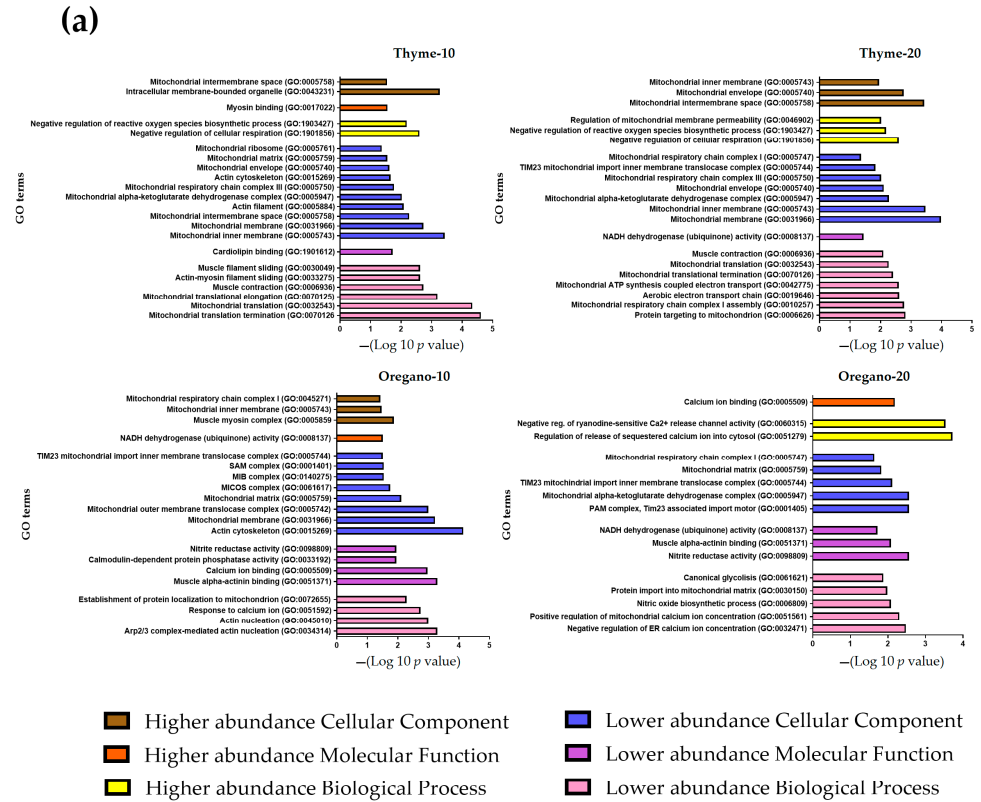 (a)
Thyme-10
Mitochondrial intermembrane space (GO:0005758)
Intracellular membrane-bounded organelle (GO:0043231)
Myosin binding (GO:0017022)
Negative regulation of reactive oxygen species biosynthetic process (GO:1903427)
Negative regulation of cellular respiration (GO:1901856)
Mitochondrial ribosome (GO:0005761)
Mitochondrial matrix (GO:0005759)
Mitochondrial envelope (GO:0005740)
Actin cytoskeleton (GO:0015269)
Mitochondrial respiratory chain complex III (GO:0005750)
Mitochondrial alpha-ketoglutarate dehydrogenase complex (GO:0005947)
Actin filament (GO:0005884)
Mitochondrial intermembrane space (GO:0005758)
Mitochondrial membrane (GO:0031966)
Mitochondrial inner membrane (GO:0005743)
Cardiolipin binding (GO:1901612)
Muscle filament sliding (GO:0030049)
Actin-myosin filament sliding (GO:0033275)
Muscle contraction (GO:0006936)
Mitochondrial translational elongation (GO:0070125)
Mitochondrial translation (GO:0032543)
Mitochondrial translation termination (GO:0070126
GO terms
0 1 2 3 4 5
—(Log 10 p value)
Thyme-20
Mitochondrial inner membrane (GO:0005743)
Mitochondrial envelope (GO:0005740)
Mitochondrial intermembrane space (GO:0005758)
Regulation of mitochondrial membrane permeability (GO:0046902)
Negative regulation of reactive oxygen species biosynthetic process (GO:1903427)
Negative regulation of cellular respiration (GO:1901856)
Mitochondrial respiratory chain complex I (GO:0005747)
TIM23 mitochondrial import inner membrane translocase complex (GO:0005744)
Mitochondrial respiratory chain complex III (GO:0005750)
Mitochondrial envelope (GO:0005740)
Mitochondrial alpha-ketoglutarate dehydrogenase complex (GO:0005947)
Mitochondrial inner membrane (GO:0005743)
Mitochondrial membrane (GO:0031966)
NADH dehydrogenase (ubiquinone) activity (GO:0008137)
Muscle contraction (GO:0006936)
Mitochondrial translation (GO:0032543)
Mitochondrial translational termination (GO:0070126)
Mitochondrial ATP synthesis coupled electron transport (GO:0042775)
Aerobic electron transport chain (GO:0019646)
Mitochondrial respiratory chain complex I assembly (GO:0010257)
Protein targeting to mitochondrion (GO:0006626)
GO terms
0 1 2 3 4 5
—(Log 10 p value)
Oregano-10
Mitochondrial respiratory chain complex I (GO:0045271)
Mitochondrial inner membrane (GO:0005743)
Muscle myosin complex (GO:0005859
NADH dehydrogenase (ubiquinone) activity (GO:0008137)
TIM23 mitochondrial import inner membrane translocase complex (GO:0005744)
SAM complex (GO:0001401)
MIB complex (GO:0140275)
MICOS complex (GO:0061617)
Mitochondrial matrix (GO:0005759)
Mitochondrial outer membrane translocase complex (GO:0005742)
Mitochondrial membrane (GO:0031966)
Actin cytoskeleton (GO:0015269)
Nitrite reductase activity (GO:0098809)
Calmodulin-dependent protein phosphatase activity (GO:0033192)
Calcium ion binding (GO:0005509)
Muscle alpha-actinin binding (GO:0051371)
Establishment of protein localization to mitochondrion (GO:0072655)
Response to calcium ion (GO:0051592)
Actin nucleation (GO:0045010)
Arp2/3 complex-mediated actin nucleation (GO:0034314)
GO terms
0 1 2 3 4 5
—(Log 10 p value)
Oregano-20
Calcium ion binding (GO:0005509)
Negative reg. of ryanodine-sensitive Ca2+ release channel activity (GO:0060315)
Regulation of release of sequestered calcium ion into cytosol (GO:0051279)
Mitochondrial respiratory chain complex I (GO:0005747)
Mitochondrial matrix (GO:0005759)
TIM23 mitochindrial import inner membrane translocase complex (GO:0005744)
Mitochondrial alpha-ketoglutarate dehydrogenase complex (GO:0005947)
PAM complex, Tim23 associated import motor (GO:0001405)
NADH dehydrogenase (ubiquinone) activity (GO:0008137)
Muscle alpha-actinin binding (GO:0051371)
Nitrite reductase activity (GO:0098809)
Canonical glycolisis (GO:0061621)
Protein import into mitochondrial matrix (GO:0030150)
Nitric oxide biosynthetic process (GO:0006809)
Positive regulation of mitochondrial calcium ion concentration (GO:0051561)
Negative regulation of ER calcium ion concentration (GO:0032471)
GO terms
0 1 2 3 4
—(Log 10 p value)
Higher abundance Cellular Component
Higher abundance Molecular Function
Higher abundance Biological Process
Lower abundance Cellular Component
Lower abundance Molecular Function
Lower abundance Biological Process